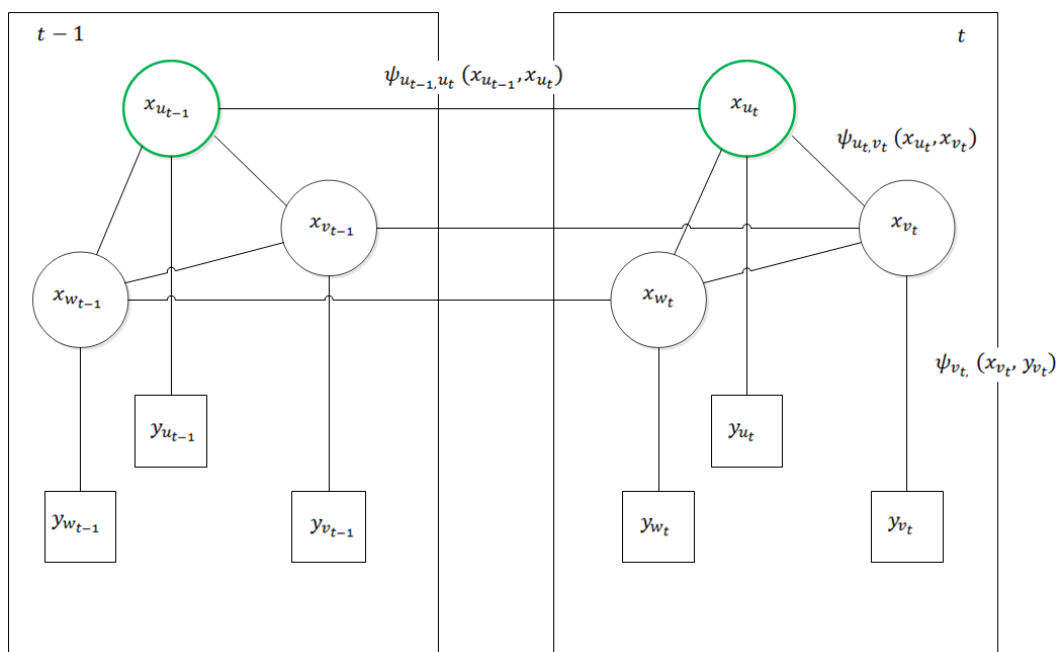 t − 1
t
ψ_{u_{t−1},u_t} (x_{u_{t−1}}, x_{u_t})
x_{u_{t−1}}
x_{u_t}
ψ_{u_t,v_t} (x_{u_t}, x_{v_t})
x_{v_{t−1}}
x_{v_t}
x_{w_{t−1}}
x_{w_t}
ψ_{v_t,} (x_{v_t}, y_{v_t})
y_{u_{t−1}}
y_{u_t}
y_{w_{t−1}}
y_{v_{t−1}}
y_{w_t}
y_{v_t}